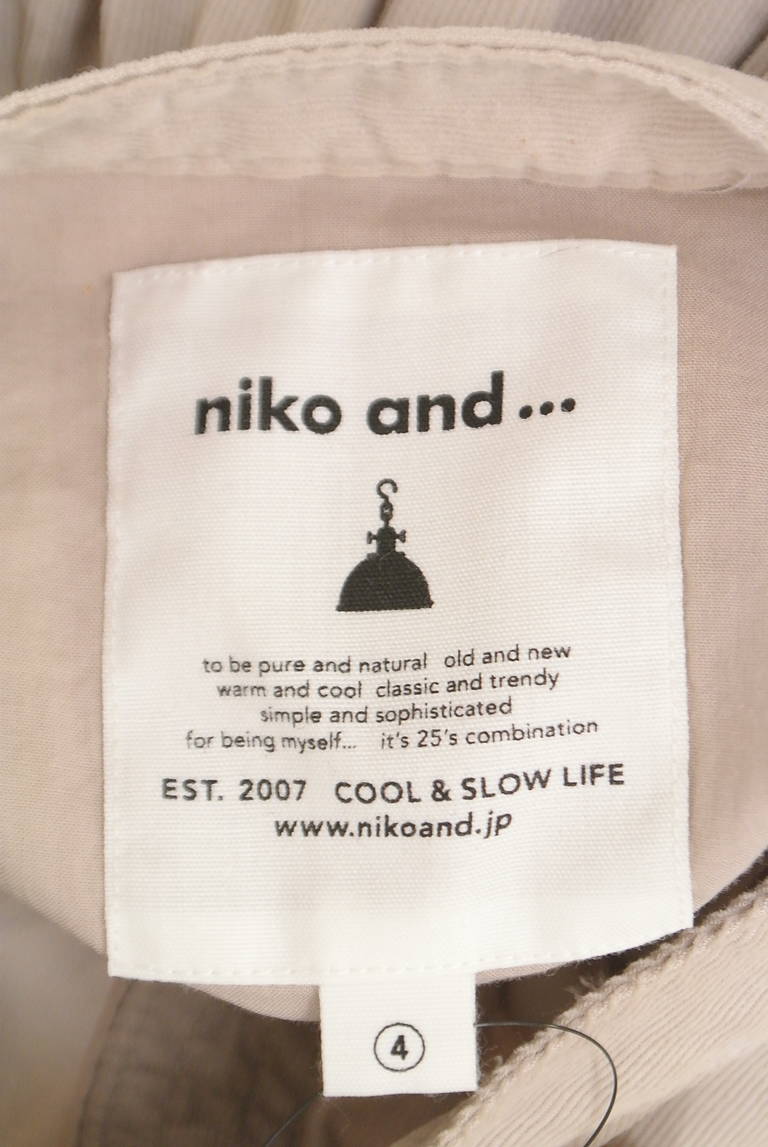 niko and...
to be pure and natural old and new
warm and cool classic and trendy
simple and sophisticated
for being myself... it's 25's combination
EST. 2007 COOL & SLOW LIFE
www.nikoand.jp
4